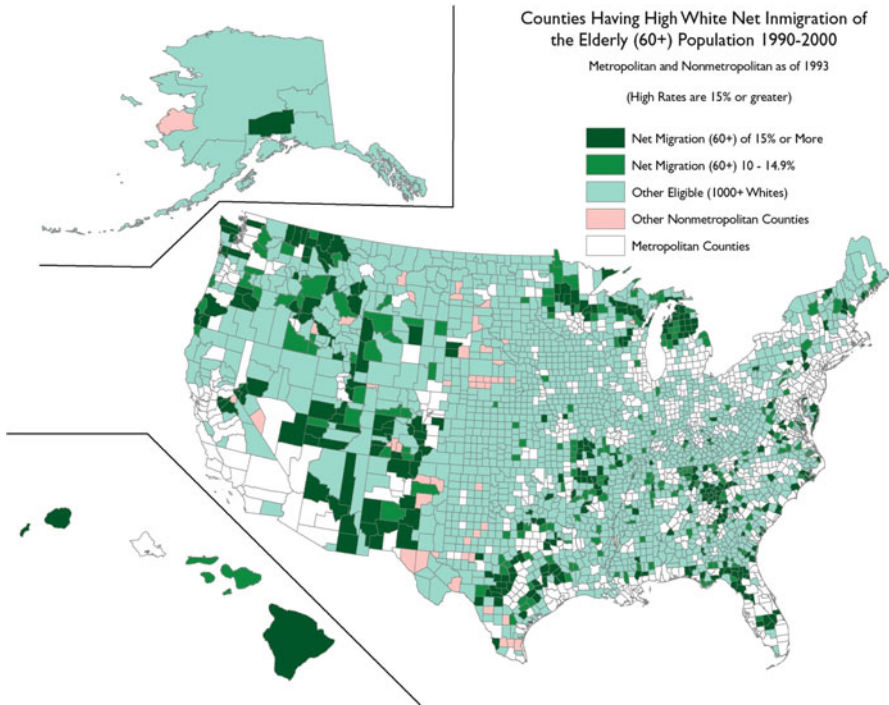 Counties Having High White Net Inmigration of
the Elderly (60+) Population 1990-2000
Metropolitan and Nonmetropolitan as of 1993
(High Rates are 15% or greater)
Net Migration (60+) of 15% or More
Net Migration (60+) 10 - 14.9%
Other Eligible (1000+ Whites)
Other Nonmetropolitan Counties
Metropolitan Counties